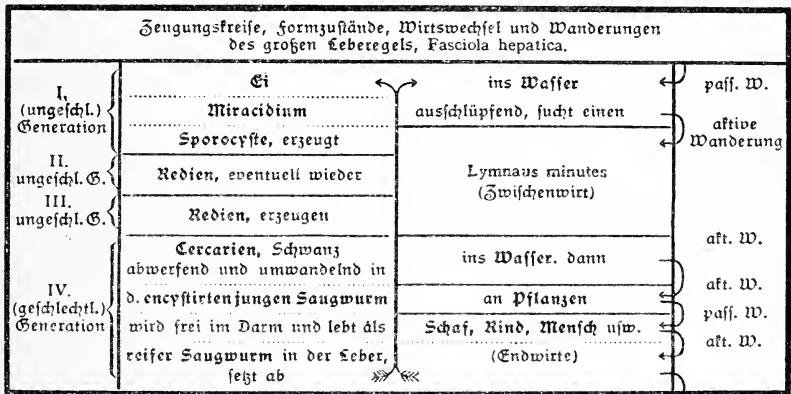 Zeugungskreise, Formzustände, Wirtswechsel und Wanderungen
des großen Leberegels, Fasciola hepatica.
I.
(ungeschl.)
Generation
Ei
ins Wasser
pass. W.
Miracidium
ausschlüpfend, sucht einen
aktive
Wanderung
Sporocyste, erzeugt
II.
ungeschl. G.
Redien, eventuell wieder
Lymnaus minutes
(Zwischenwirt)
III.
ungeschl. G.
Redien, erzeugen
IV.
(geschlechtl.)
Generation
Cercarien, Schwanz
abwerfend und umwandelnd in
ins Wasser. dann
akt. W.
d. encystirten jungen Saugwurm
an Pflanzen
akt. W.
wird frei im Darm und lebt als
Schaf, Rind, Mensch usw.
pass. W.
reifer Saugwurm in der Leber,
setzt ab
(Endwirte)
akt. W.